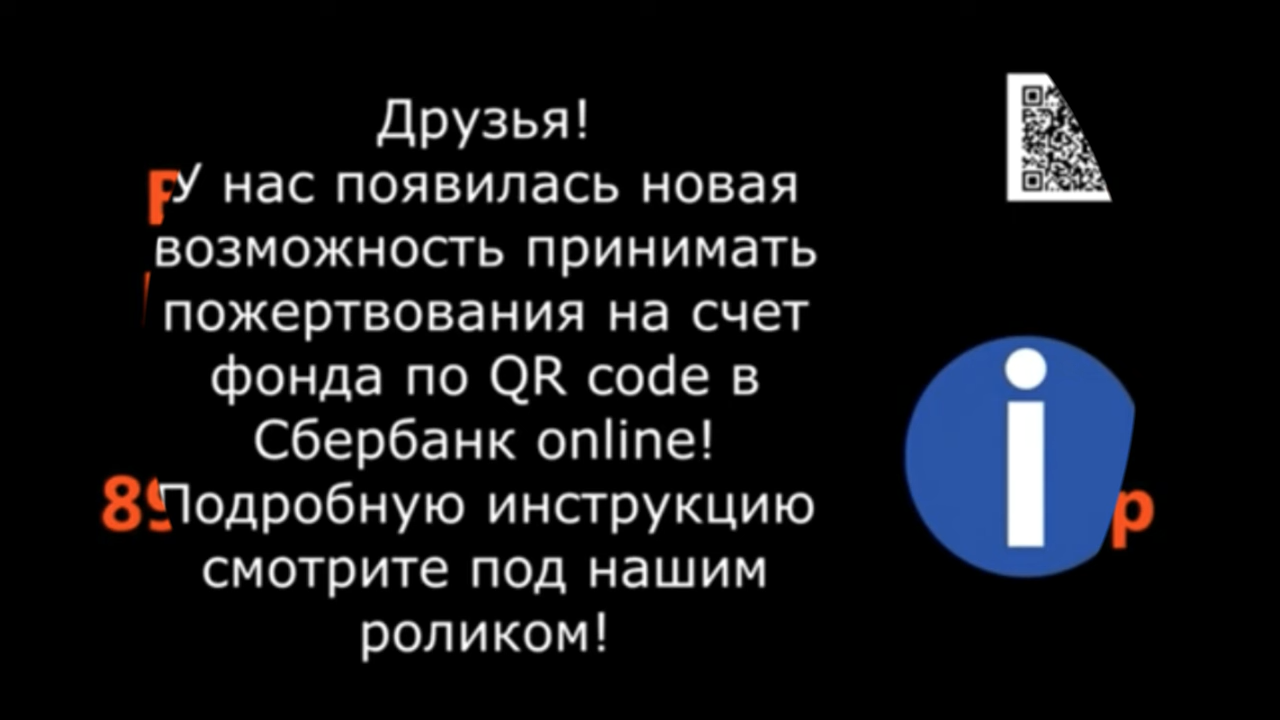 Друзья!
У нас появилась новая
возможность принимать
пожертвования на счет
фонда по QR code в
Сбербанк online!
Подробную инструкцию
смотрите под нашим
роликом!